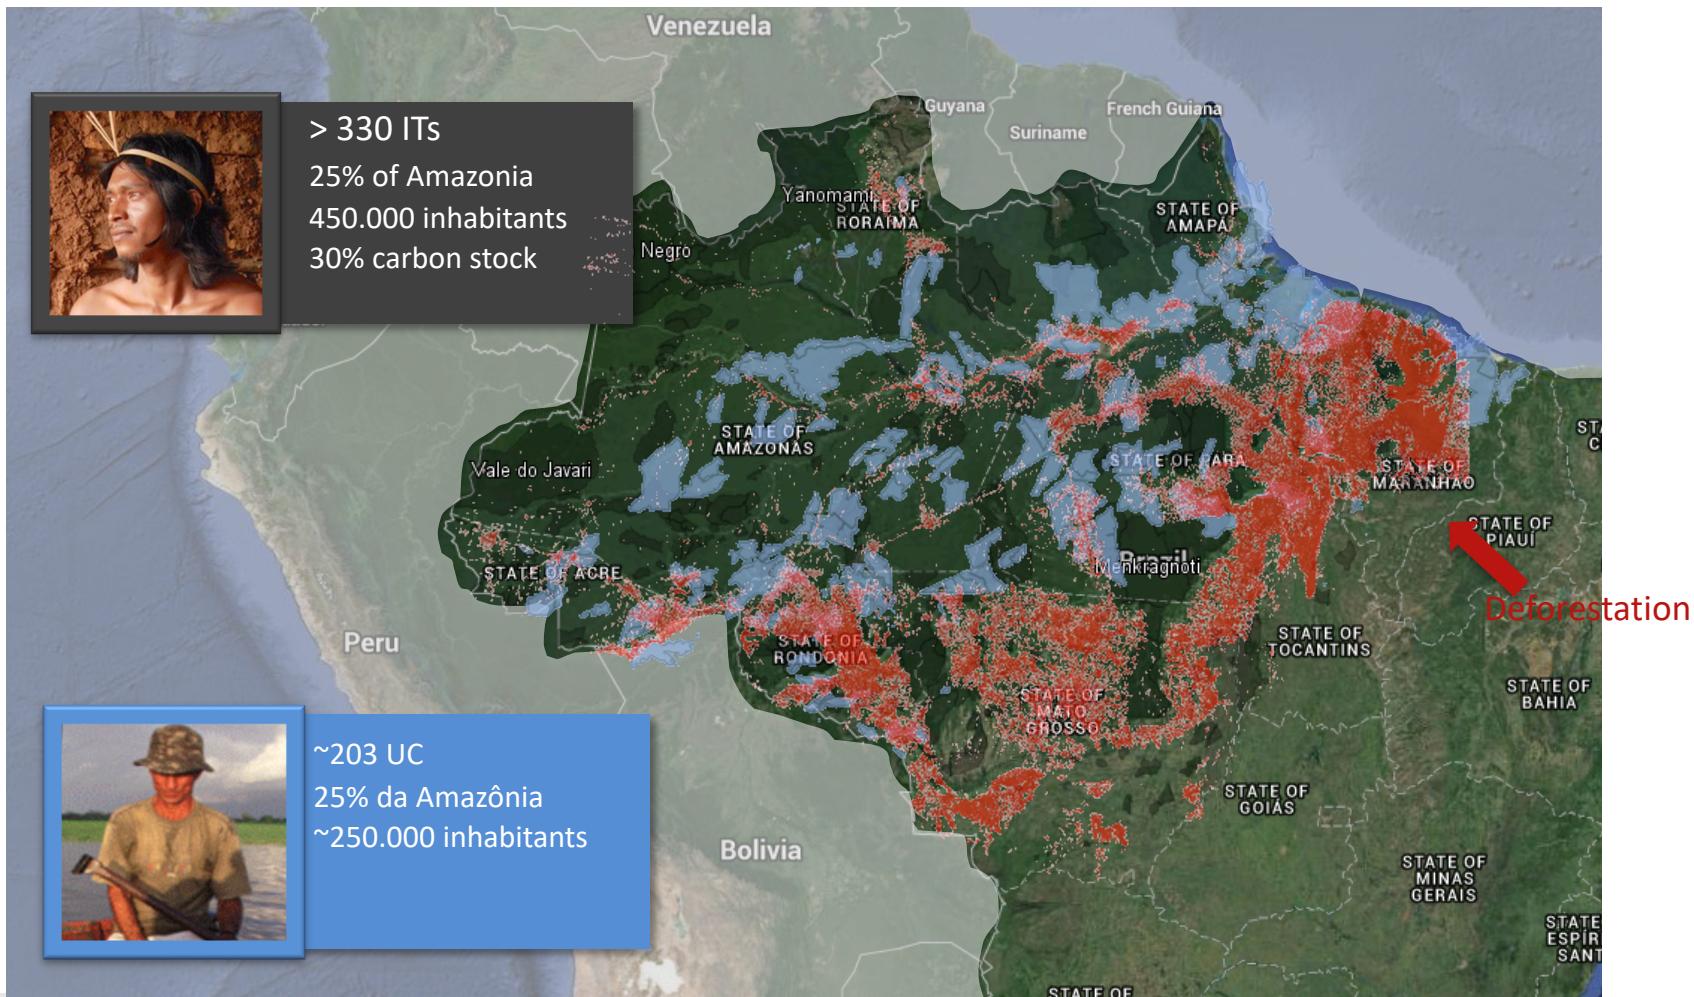 Venezuela
Guyana
French Guiana
Suriname
> 330 ITs
25% of Amazonia
450.000 inhabitants
30% carbon stock
Yanomami
STATE OF
RORAIMA
STATE OF
AMAPÁ
Negro
STATE OF
AMAZONAS
Vale do Javari
STATE OF PARÁ
STATE OF
MARANHÃO
STATE OF
PIAUÍ
Brazil
Menkragnoti
STATE OF ACRE
Deforestation
Peru
STATE OF
RONDÔNIA
STATE OF
TOCANTINS
STATE OF
MATO
GROSSO
STATE OF
BAHIA
~203 UC
25% da Amazônia
~250.000 inhabitants
STATE OF
GOIÁS
Bolivia
STATE OF
MINAS
GERAIS
STATE
ESPÍR
SANT
STATE OF